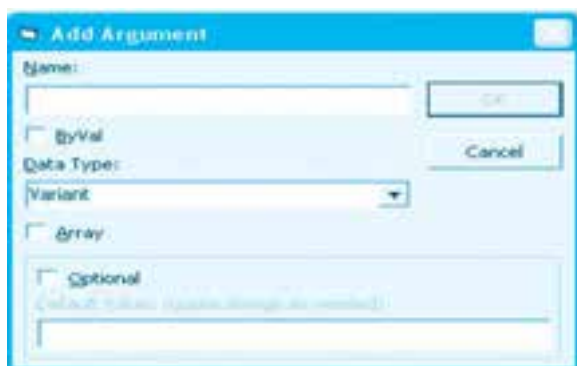 Add Argument
Name:
OK
ByVal
Cancel
Data Type:
Variant
Array
Optional